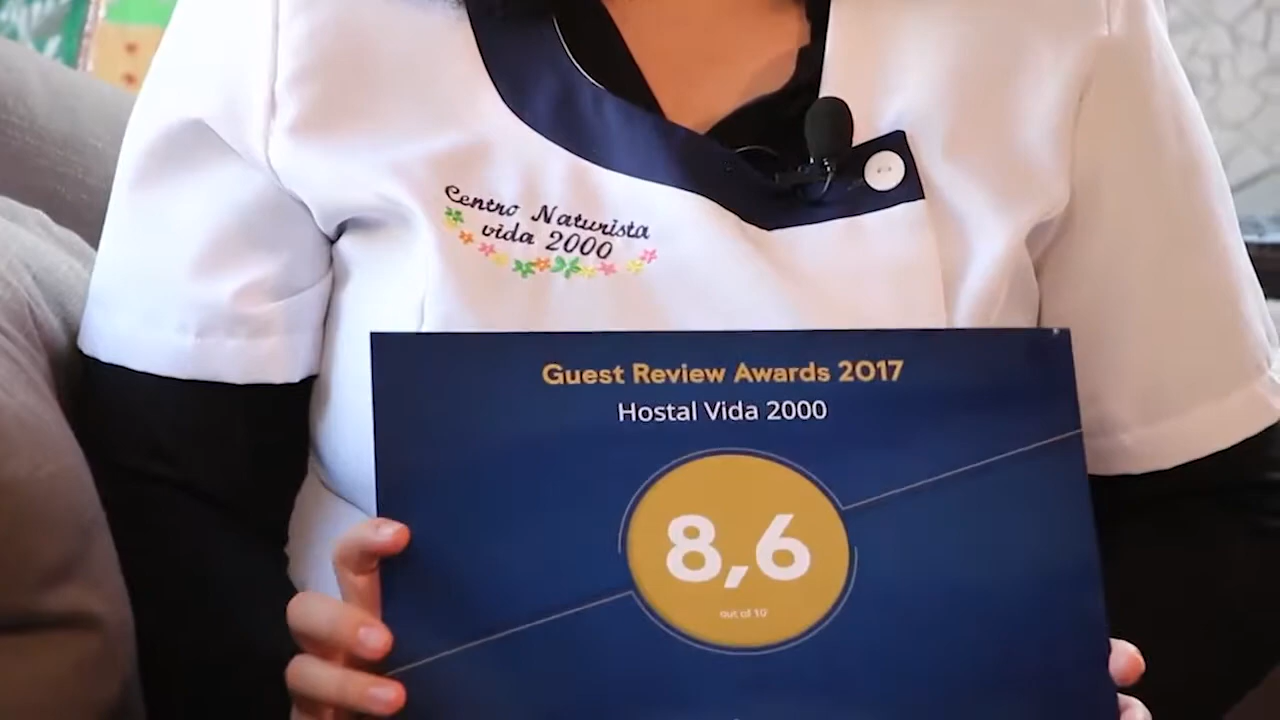 Centro Naturista
vida 2000
Guest Review Awards 2017
Hostal Vida 2000
8,6
out of 10